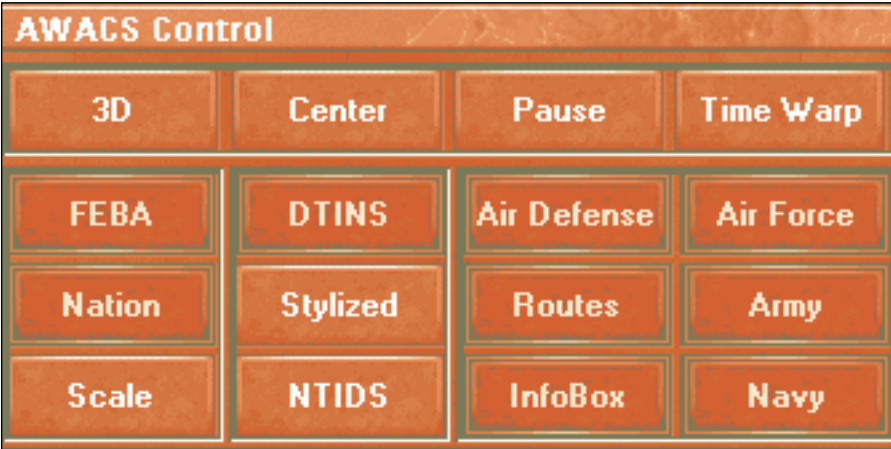 AWACS Control
3D Center Pause Time Warp
FEBA DTINS Air Defense Air Force
Nation Stylized Routes Army
Scale NTIDS InfoBox Navy